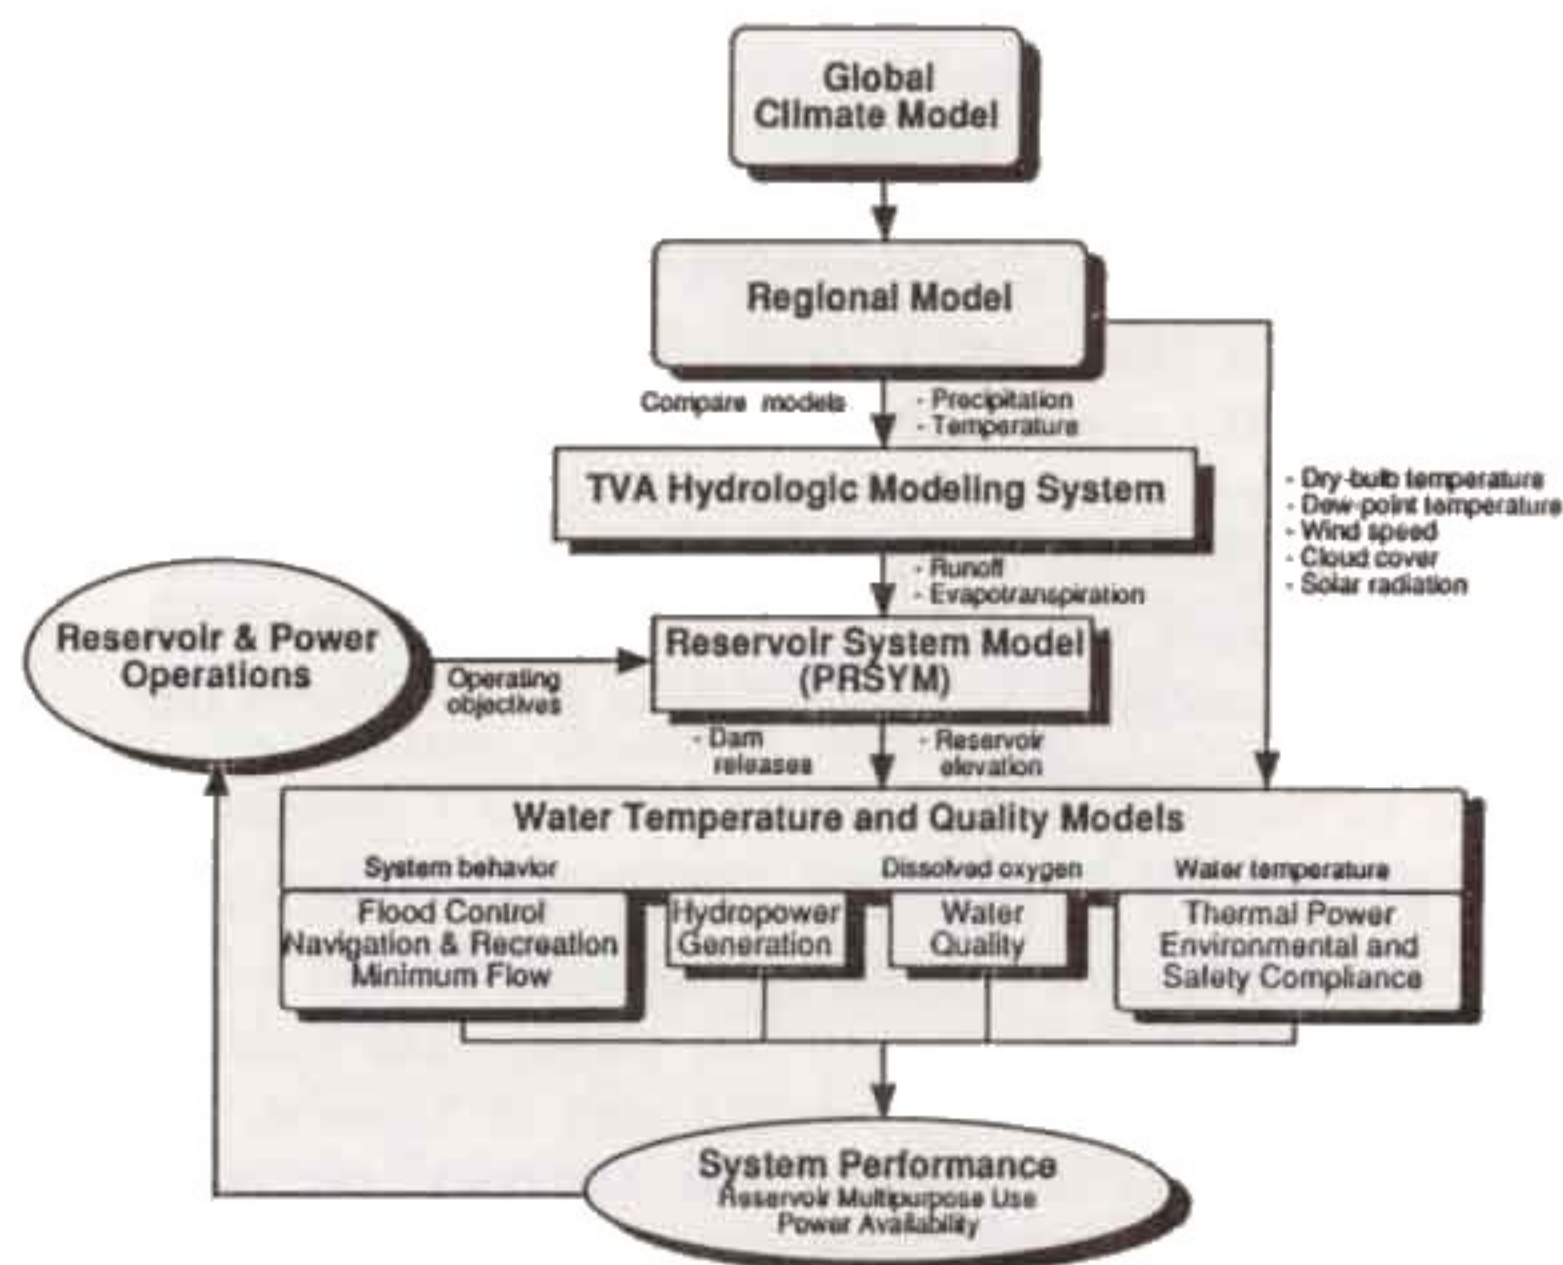 Global
Climate Model
Regional Model
Compare models
- Precipitation
- Temperature
TVA Hydrologic Modeling System
- Dry-bulb temperature
- Dew-point temperature
- Wind speed
- Cloud cover
- Solar radiation
- Runoff
- Evapotranspiration
Reservoir & Power
Operations
Operating
objectives
Reservoir System Model
(PRSYM)
- Dam
releases
- Reservoir
elevation
Water Temperature and Quality Models
System behavior
Dissolved oxygen
Water temperature
Flood Control
Navigation & Recreation
Minimum Flow
Hydropower
Generation
Water
Quality
Thermal Power
Environmental and
Safety Compliance
System Performance
Reservoir Multipurpose Use
Power Availability